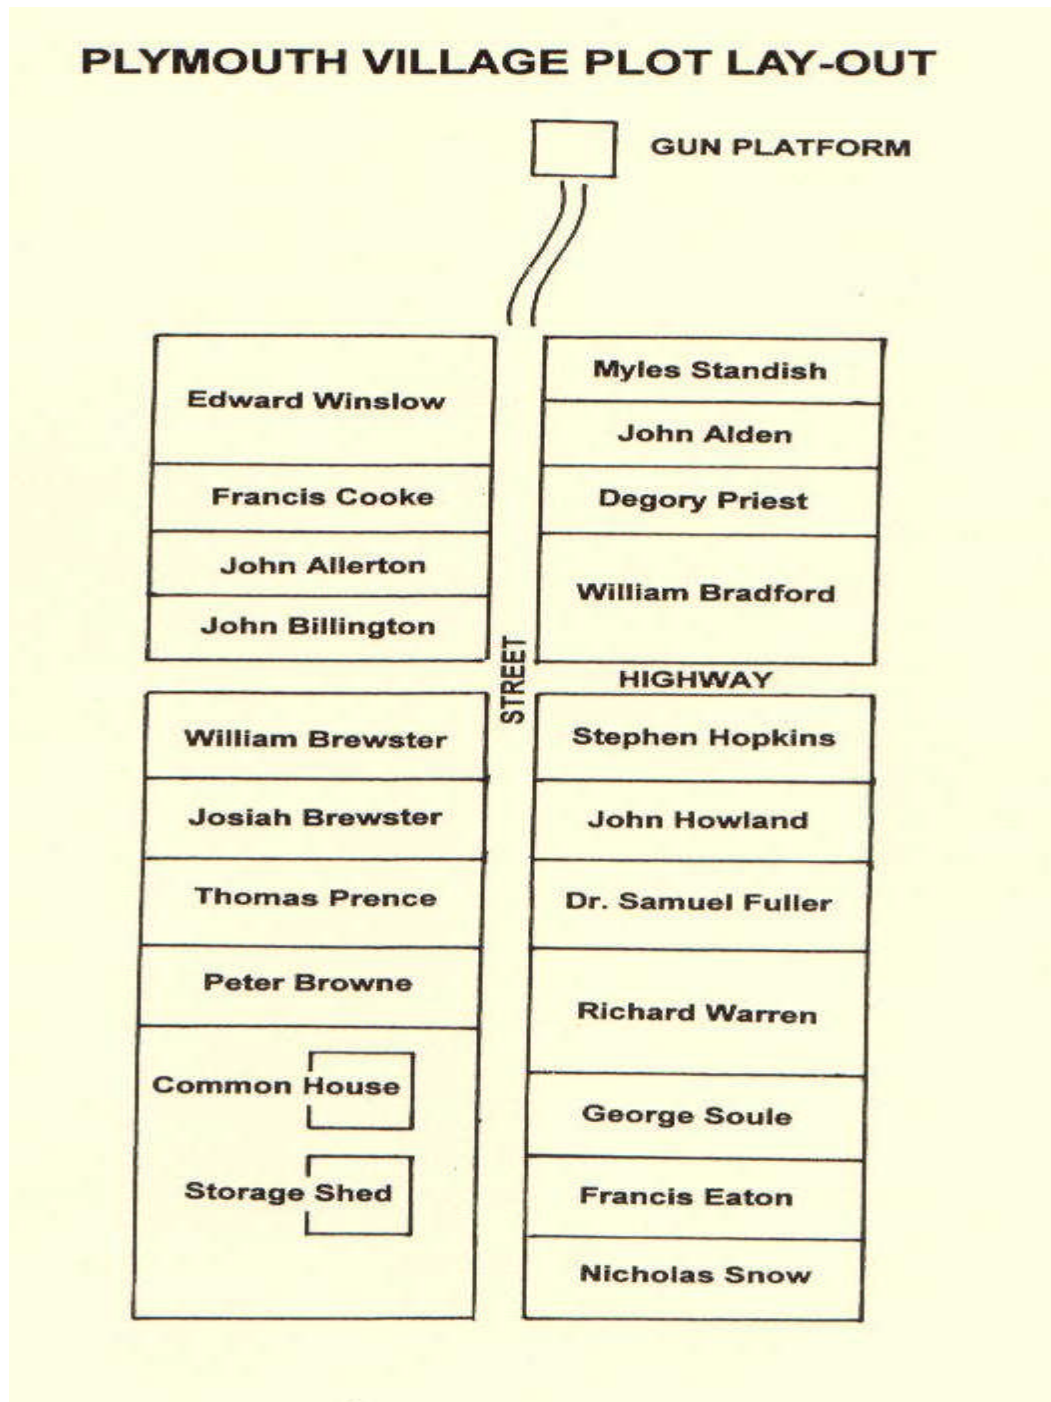 PLYMOUTH VILLAGE PLOT LAY-OUT
GUN PLATFORM
Edward Winslow
Francis Cooke
John Allerton
John Billington
Myles Standish
John Alden
Degory Priest
William Bradford
STREET
HIGHWAY
William Brewster
Josiah Brewster
Thomas Prence
Peter Browne
Common House
Storage Shed
Stephen Hopkins
John Howland
Dr. Samuel Fuller
Richard Warren
George Soule
Francis Eaton
Nicholas Snow